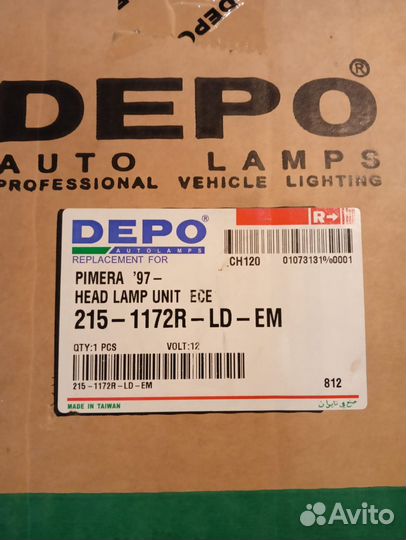 DEPO®
AUTO LAMPS
PROFESSIONAL VEHICLE LIGHTING
DEPO®
AUTOLAMPS
R→
REPLACEMENT FOR
CH120 01073131%0001
PIMERA '97-
HEAD LAMP UNIT ECE
215-1172R-LD-EM
QTY:1 PCS VOLT:12
215-1172R-LD-EM 812
MADE IN TAIWAN
Avito